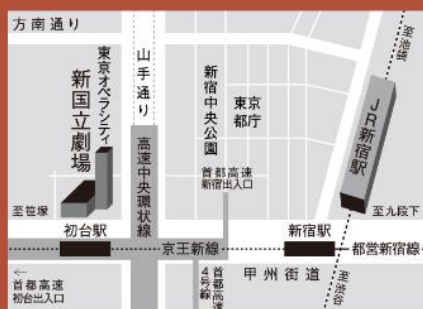 方南通り
至池袋
山手通り
東京オペラシティ
新国立劇場
新宿中央公園
東京
都庁
JR新宿駅
高速中央環状線
首都高速
新宿出入口
至笹塚
至九段下
初台駅
新宿駅
京王新線
都営新宿線
←
首都高速
初台出入口
首都高速
4号線
甲州街道
至渋谷